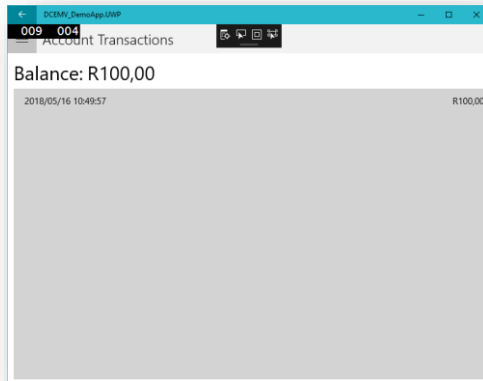 DCEMV_DemoApp.UWP
009 004
Account Transactions
Balance: R100,00
2018/05/16 10:49:57 R100,00